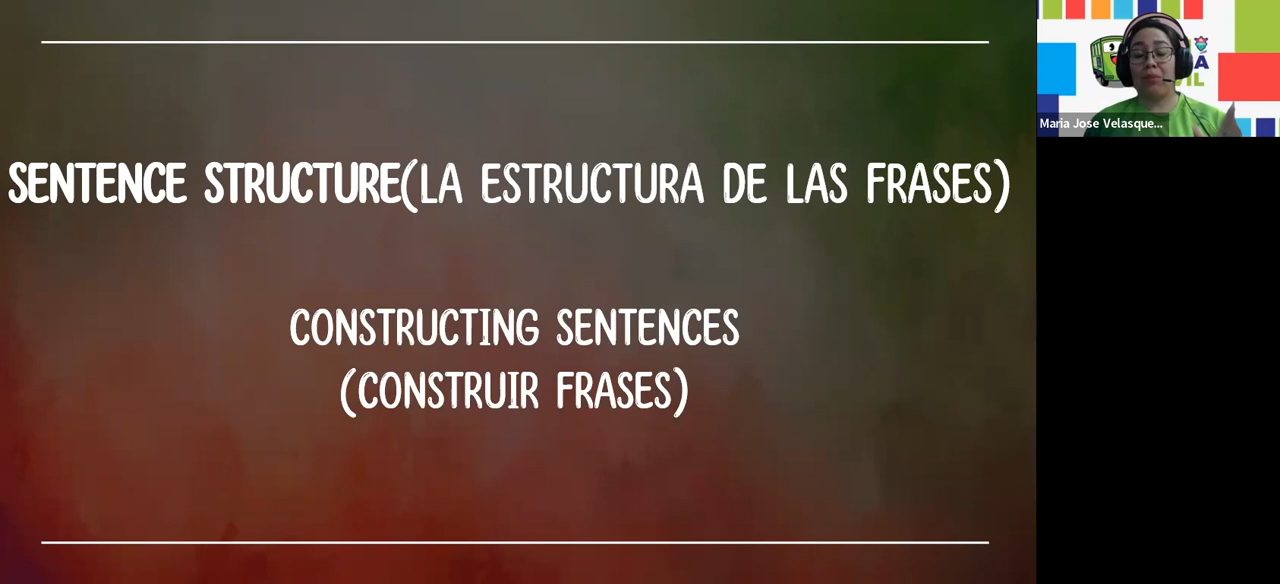 SENTENCE STRUCTURE(LA ESTRUCTURA DE LAS FRASES)
CONSTRUCTING SENTENCES
(CONSTRUIR FRASES)
Maria Jose Velasque...